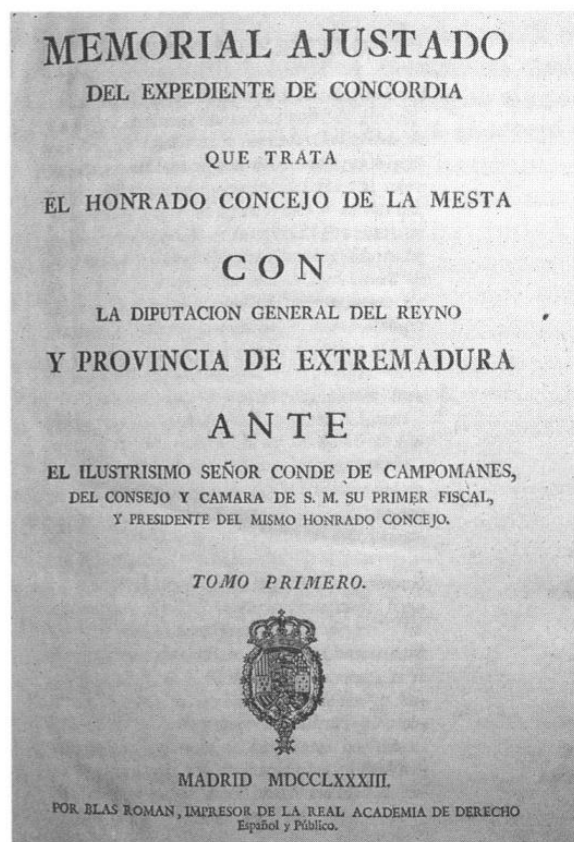 MEMORIAL AJUSTADO
DEL EXPEDIENTE DE CONCORDIA
QUE TRATA
EL HONRADO CONCEJO DE LA MESTA
CON
LA DIPUTACION GENERAL DEL REYNO
Y PROVINCIA DE EXTREMADURA
ANTE
EL ILUSTRISIMO SEÑOR CONDE DE CAMPOMANES,
DEL CONSEJO Y CAMARA DE S. M. SU PRIMER FISCAL,
Y PRESIDENTE DEL MISMO HONRADO CONCEJO.
TOMO PRIMERO.
MADRID MDCCLXXXIII.
POR BLAS ROMAN, IMPRESOR DE LA REAL ACADEMIA DE DERECHO
Español y Público.